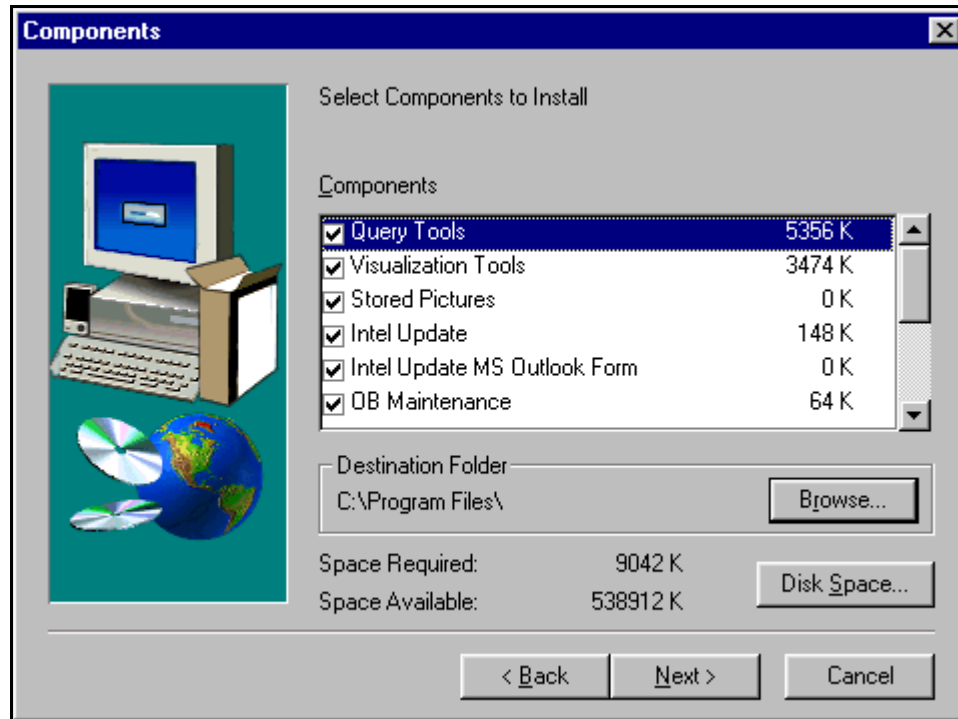 Components
Select Components to Install
Components
Query Tools 5356 K
Visualization Tools 3474 K
Stored Pictures 0 K
Intel Update 148 K
Intel Update MS Outlook Form 0 K
OB Maintenance 64 K
Destination Folder
C:\Program Files\ Browse...
Space Required: 9042 K
Space Available: 538912 K
Disk Space...
< Back Next > Cancel